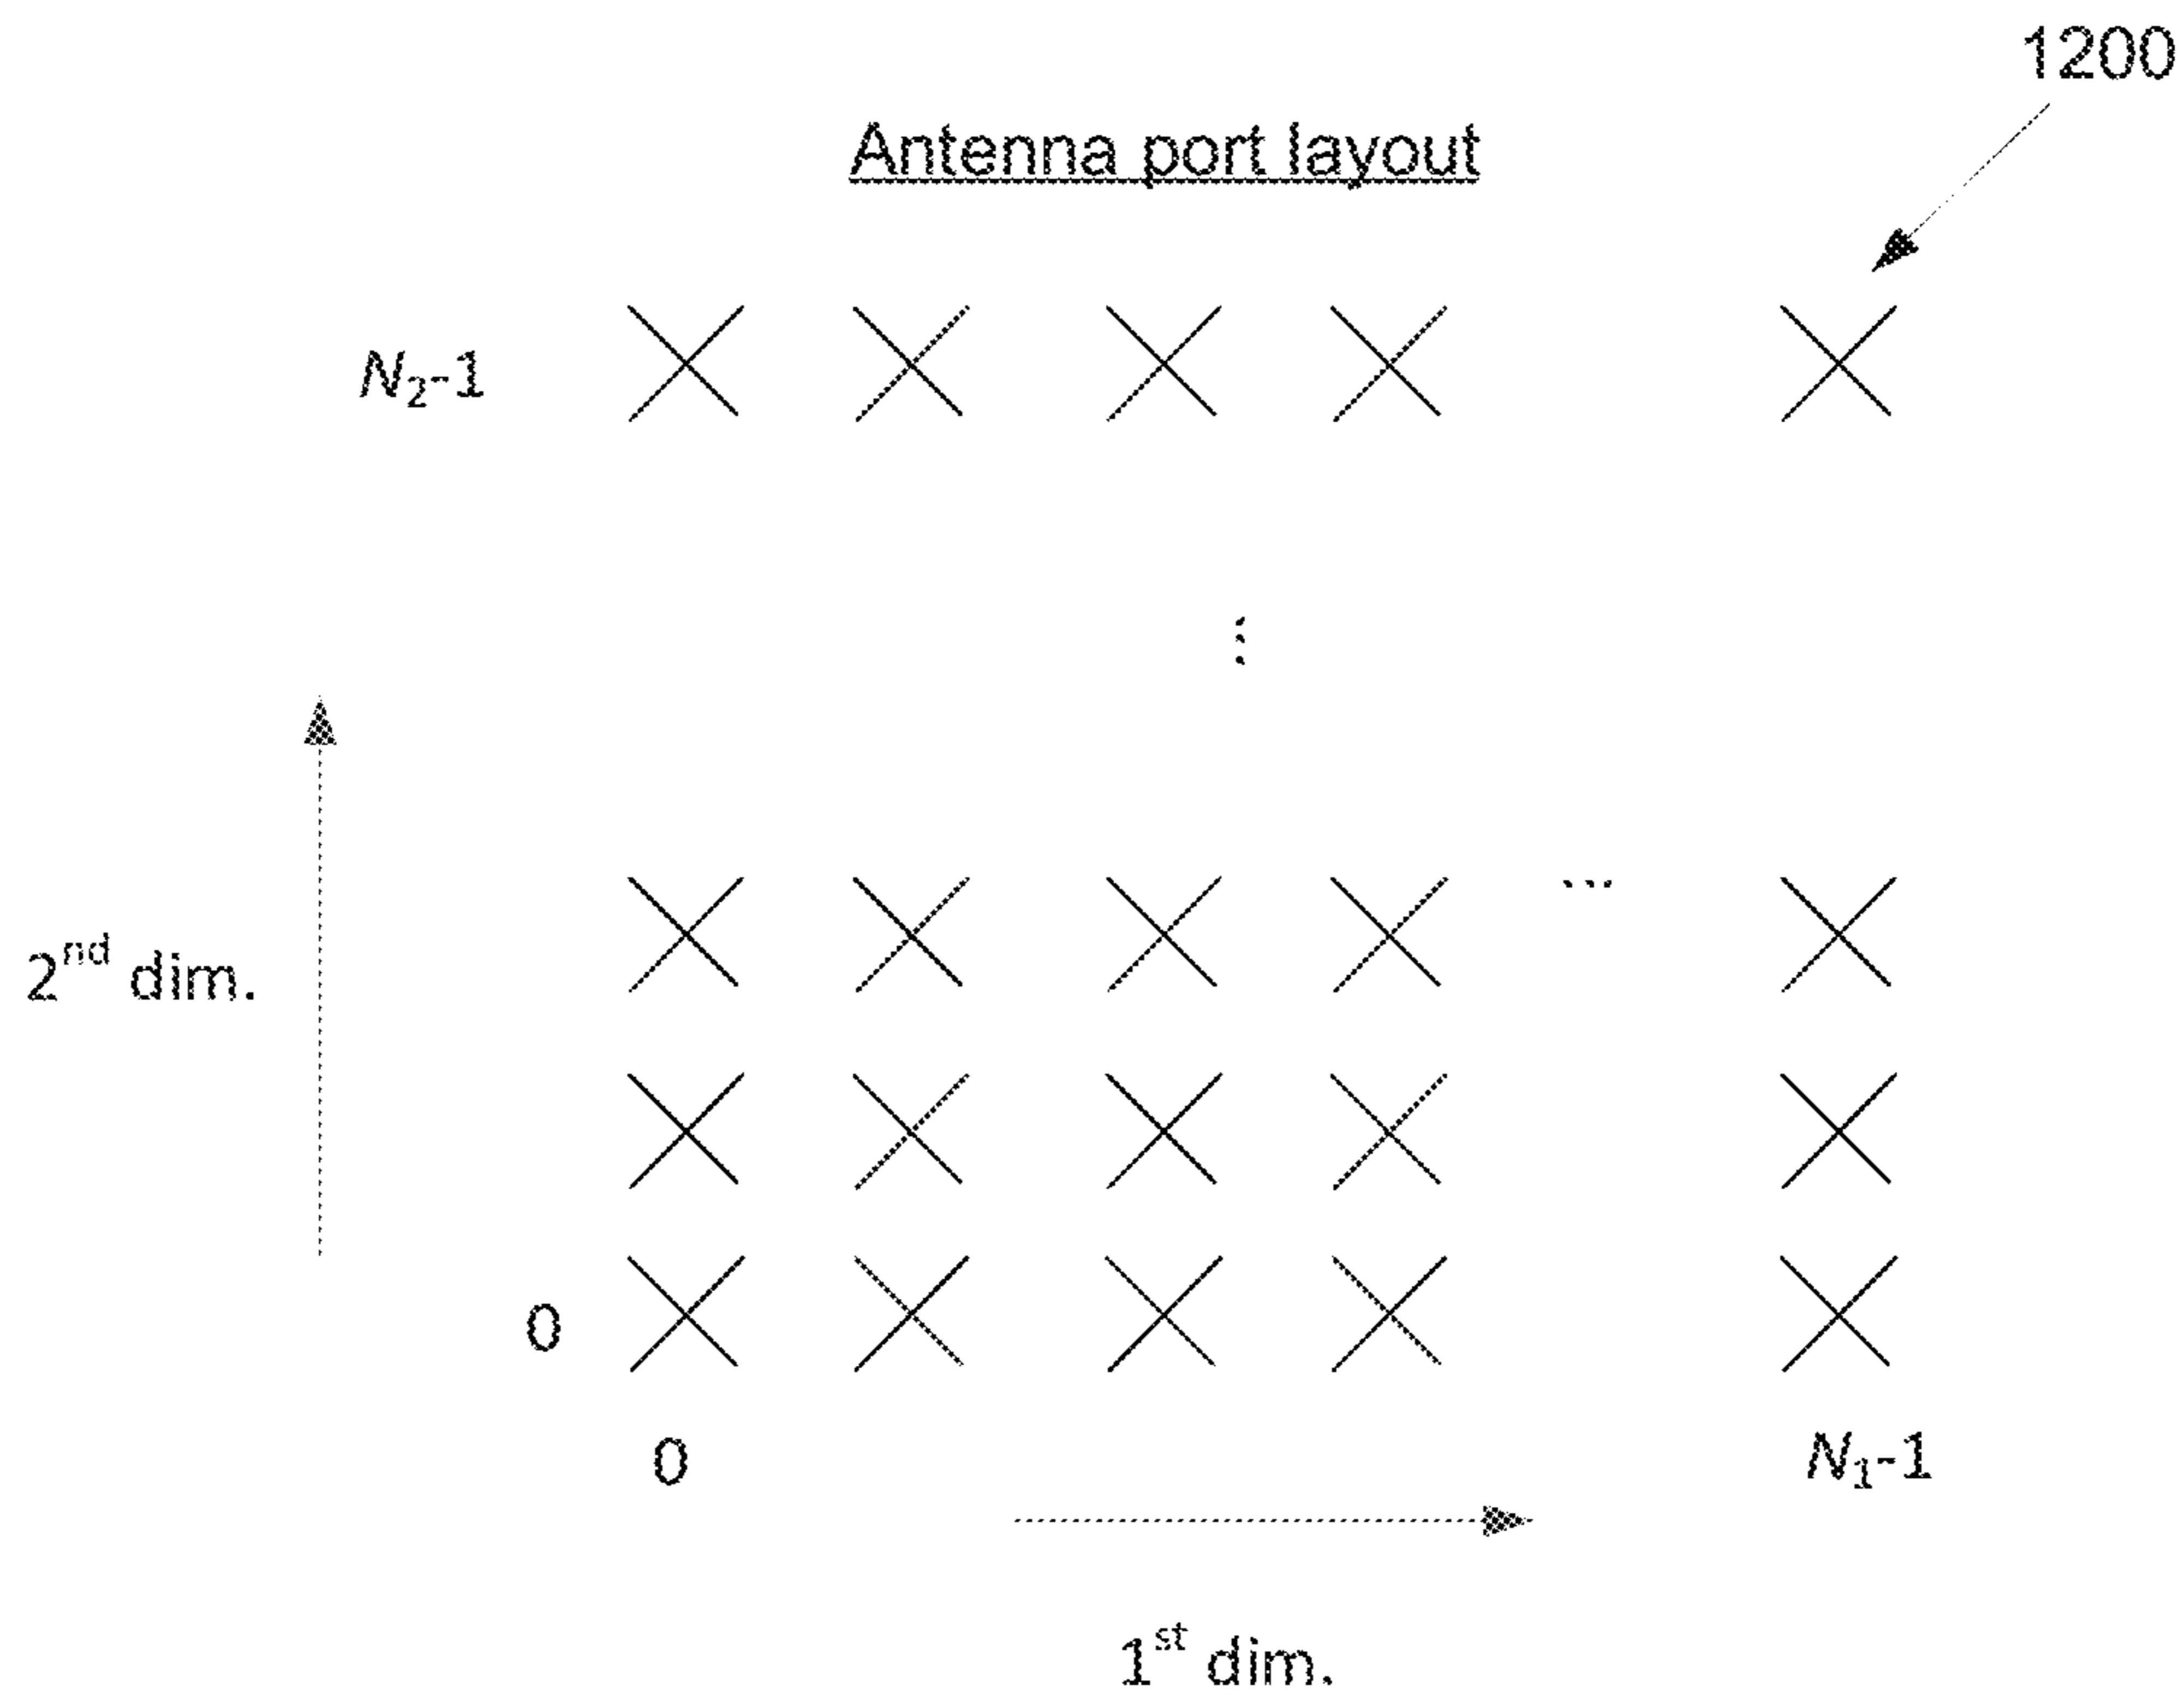 1200
Antenna port layout
N₂-1
⋮
2ⁿᵈ dim.
...
0
0
N₁-1
1ˢᵗ dim.